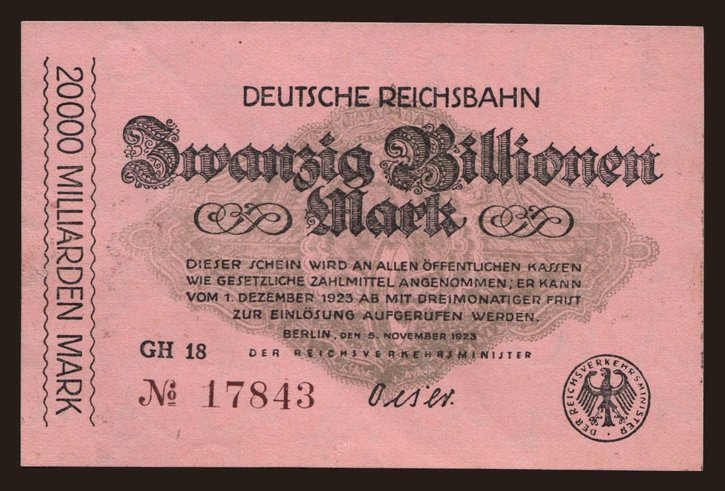 20000 MILLIARDEN MARK
DEUTSCHE REICHSBAHN
Zwanzig Billionen
Mark
DIESER SCHEIN WIRD AN ALLEN ÖFFENTLICHEN KASSEN
WIE GESETZLICHE ZAHLMITTEL ANGENOMMEN; ER KANN
VOM 1. DEZEMBER 1923 AB MIT DREIMONATIGER FRIST
ZUR EINLÖSUNG AUFGERUFEN WERDEN.
BERLIN, DEN 5. NOVEMBER 1923
GH 18
DER REICHSVERKEHRSMINISTER
№ 17843
Oeser.
DER REICHSVERKEHRSMINISTER